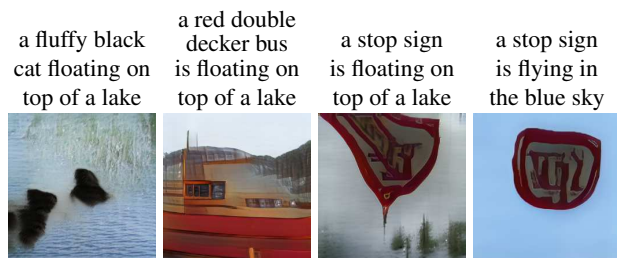 a fluffy black
cat floating on
top of a lake
a red double
decker bus
is floating on
top of a lake
a stop sign
is floating on
top of a lake
a stop sign
is flying in
the blue sky